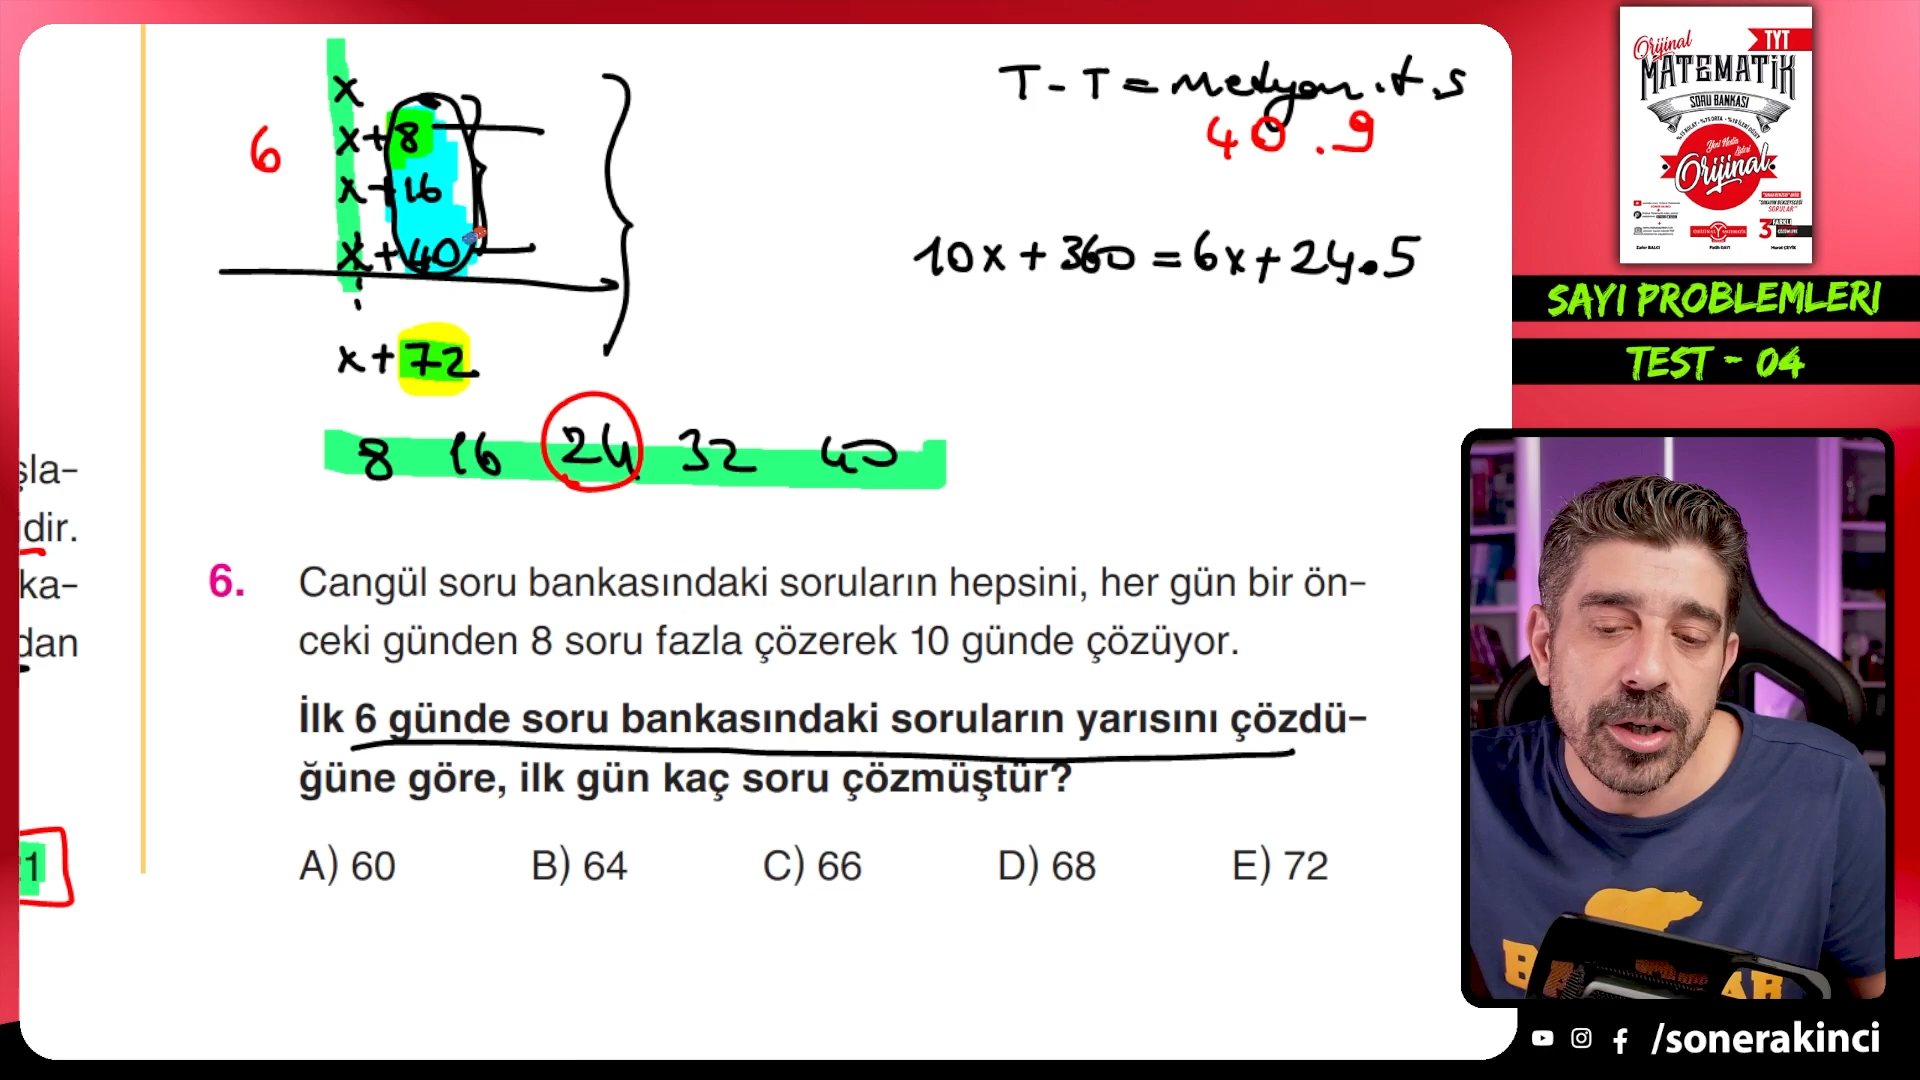 x
x+8
6
x+16
x+40
x+72
8 16 24 32 40
T-T=medyan.t.s
40.9
10x+360=6x+24.5
şla-
dir.
ka-
dan
1
6. Cangül soru bankasındaki soruların hepsini, her gün bir ön-
ceki günden 8 soru fazla çözerek 10 günde çözüyor.
İlk 6 günde soru bankasındaki soruların yarısını çözdü-
ğüne göre, ilk gün kaç soru çözmüştür?
A) 60 B) 64 C) 66 D) 68 E) 72
Orijinal
TYT
MATEMATİK
SORU BANKASI
Orijinal
SAYI PROBLEMLERI
TEST - 04
/sonerakinci